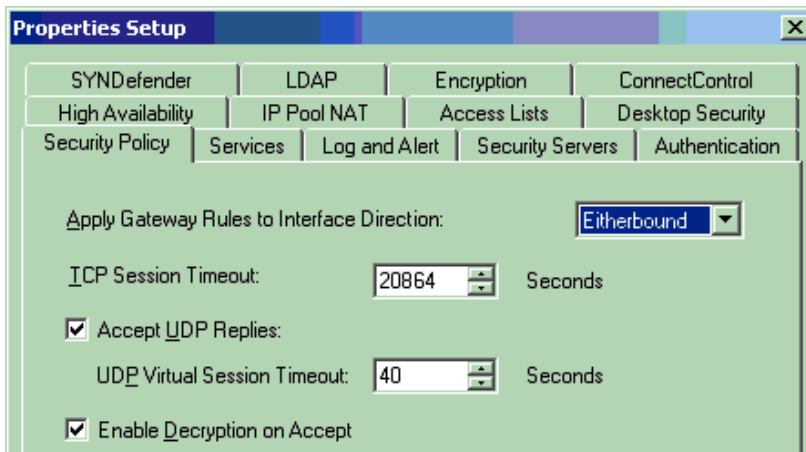 Properties Setup
SYNDefender LDAP Encryption ConnectControl
High Availability IP Pool NAT Access Lists Desktop Security
Security Policy Services Log and Alert Security Servers Authentication
Apply Gateway Rules to Interface Direction: Eitherbound
TCP Session Timeout: 20864 Seconds
Accept UDP Replies:
UDP Virtual Session Timeout: 40 Seconds
Enable Decryption on Accept